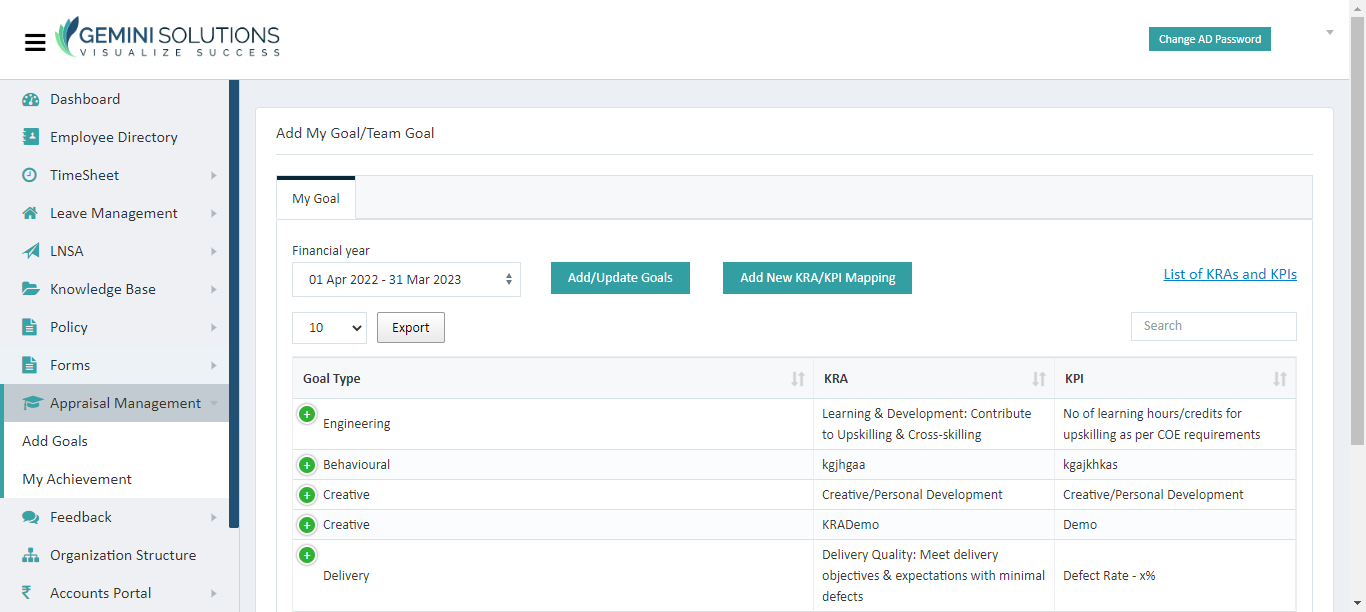 GEMINI SOLUTIONS
VISUALIZE SUCCESS
Change AD Password
Dashboard
Employee Directory
TimeSheet
Leave Management
LNSA
Knowledge Base
Policy
Forms
Appraisal Management
Add Goals
My Achievement
Feedback
Organization Structure
₹ Accounts Portal
Add My Goal/Team Goal
My Goal
Financial year
01 Apr 2022 - 31 Mar 2023
Add/Update Goals
Add New KRA/KPI Mapping
List of KRAs and KPIs
10
Export
Search
Goal Type KRA KPI
Engineering
Learning & Development: Contribute
to Upskilling & Cross-skilling
No of learning hours/credits for
upskilling as per COE requirements
Behavioural kgjhgaa kgajkhkas
Creative Creative/Personal Development Creative/Personal Development
Creative KRADemo Demo
Delivery
Delivery Quality: Meet delivery
objectives & expectations with minimal
defects
Defect Rate - x%